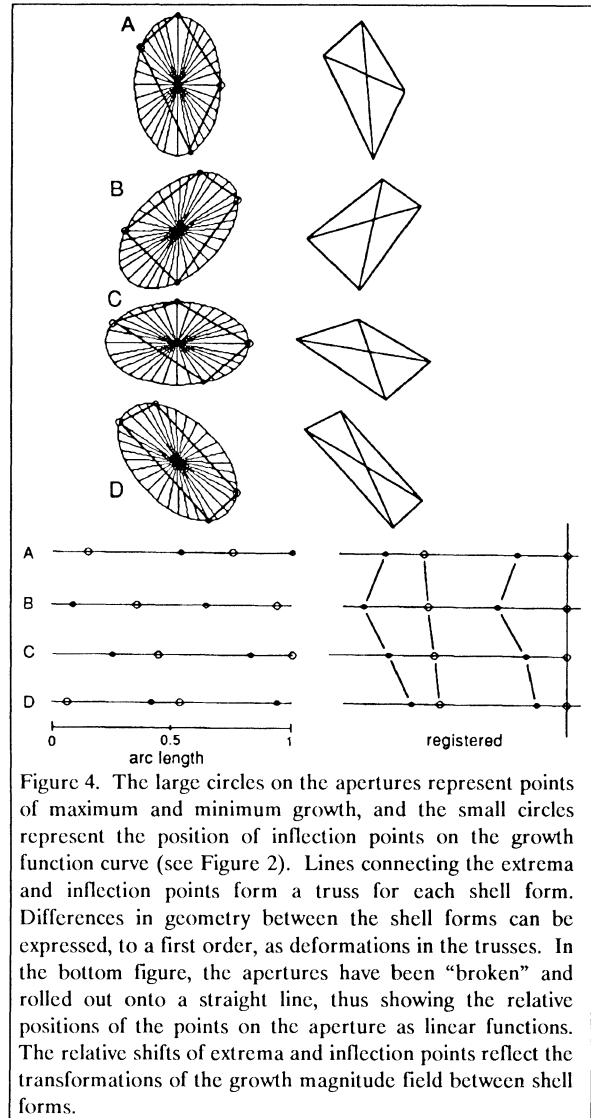 A
B
C
D
A
B
C
D
0
0.5
1
arc length
registered
Figure 4. The large circles on the apertures represent points
of maximum and minimum growth, and the small circles
represent the position of inflection points on the growth
function curve (see Figure 2). Lines connecting the extrema
and inflection points form a truss for each shell form.
Differences in geometry between the shell forms can be
expressed, to a first order, as deformations in the trusses. In
the bottom figure, the apertures have been “broken” and
rolled out onto a straight line, thus showing the relative
positions of the points on the aperture as linear functions.
The relative shifts of extrema and inflection points reflect the
transformations of the growth magnitude field between shell
forms.